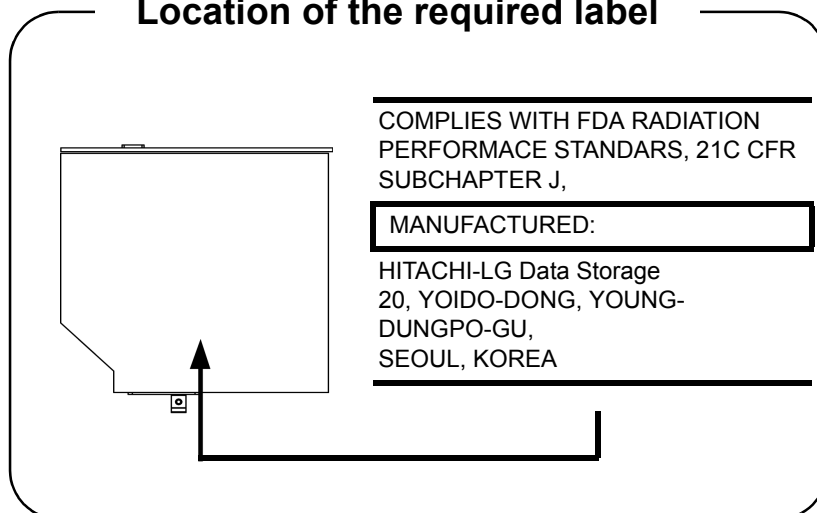 Location of the required label
COMPLIES WITH FDA RADIATION
PERFORMACE STANDARS, 21C CFR
SUBCHAPTER J,
MANUFACTURED:
HITACHI-LG Data Storage
20, YOIDO-DONG, YOUNG-
DUNGPO-GU,
SEOUL, KOREA